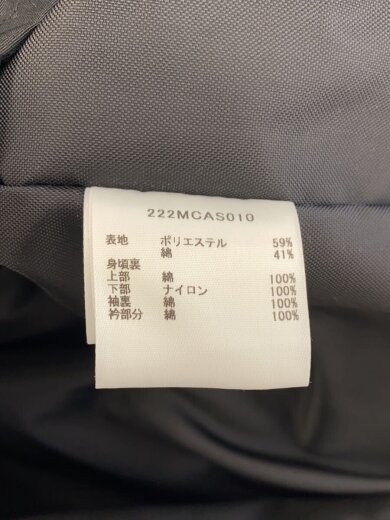 222MCAS010
表地 ポリエステル 59%
綿 41%
身頃裏
上部 綿 100%
下部 ナイロン 100%
袖裏 綿 100%
衿部分 綿 100%